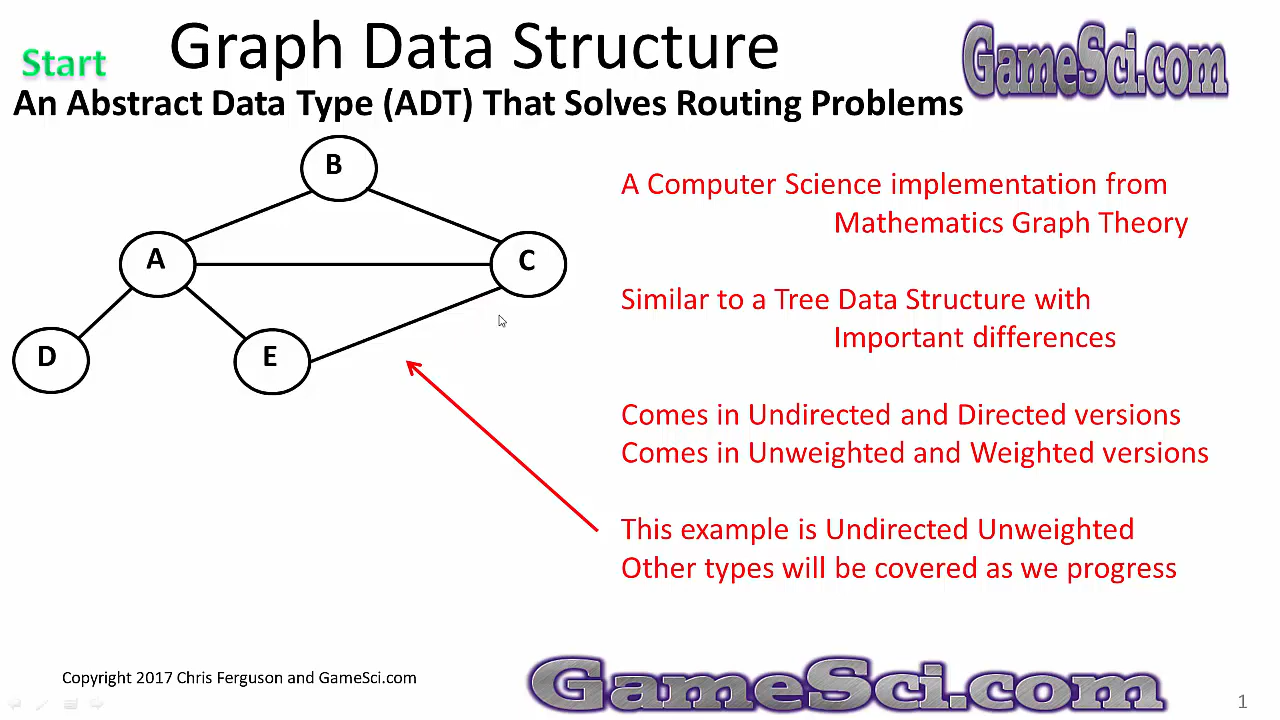 Start
Graph Data Structure
GameSci.com
An Abstract Data Type (ADT) That Solves Routing Problems
B
A
C
D
E
A Computer Science implementation from
Mathematics Graph Theory
Similar to a Tree Data Structure with
Important differences
Comes in Undirected and Directed versions
Comes in Unweighted and Weighted versions
This example is Undirected Unweighted
Other types will be covered as we progress
Copyright 2017 Chris Ferguson and GameSci.com
GameSci.com
1